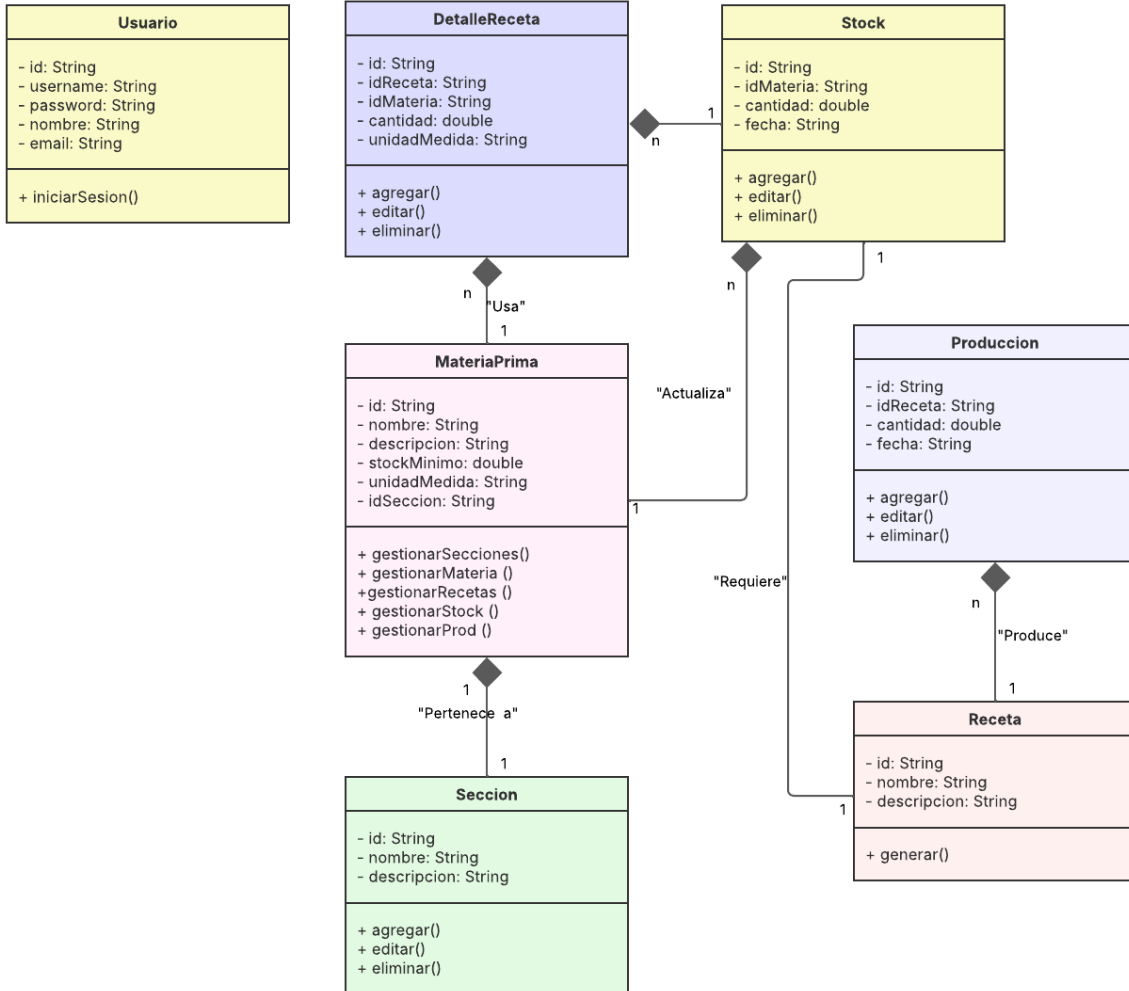 Usuario
- id: String
- username: String
- password: String
- nombre: String
- email: String
+ iniciarSesion()
DetalleReceta
- id: String
- idReceta: String
- idMateria: String
- cantidad: double
- unidadMedida: String
+ agregar()
+ editar()
+ eliminar()
n
1
Stock
- id: String
- idMateria: String
- cantidad: double
- fecha: String
+ agregar()
+ editar()
+ eliminar()
n
"Usa"
1
n
"Actualiza"
1
1
"Requiere"
1
MateriaPrima
- id: String
- nombre: String
- descripcion: String
- stockMinimo: double
- unidadMedida: String
- idSeccion: String
+ gestionarSecciones()
+ gestionarMateria ()
+gestionarRecetas ()
+ gestionarStock ()
+ gestionarProd ()
Produccion
- id: String
- idReceta: String
- cantidad: double
- fecha: String
+ agregar()
+ editar()
+ eliminar()
n
"Produce"
1
1
"Pertenece a"
1
Receta
- id: String
- nombre: String
- descripcion: String
+ generar()
Seccion
- id: String
- nombre: String
- descripcion: String
+ agregar()
+ editar()
+ eliminar()